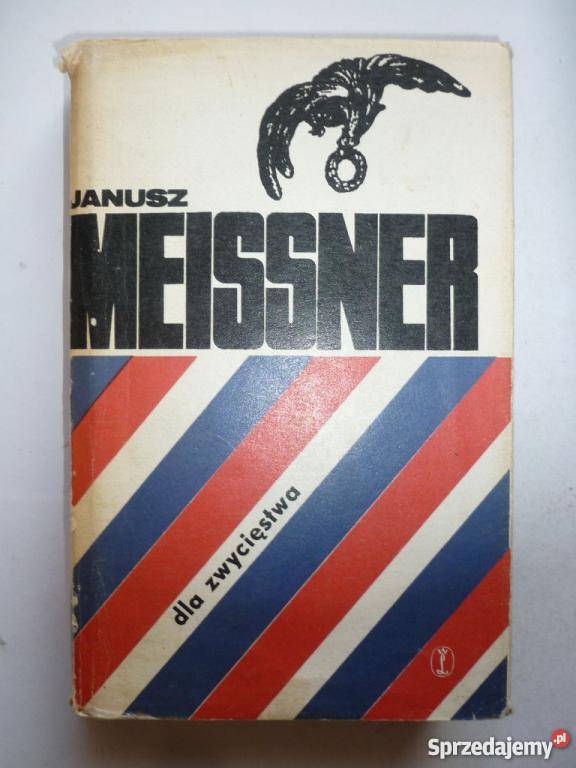 JANUSZ
MEISSNER
dla zwycięstwa
Sprzedajemy.pl